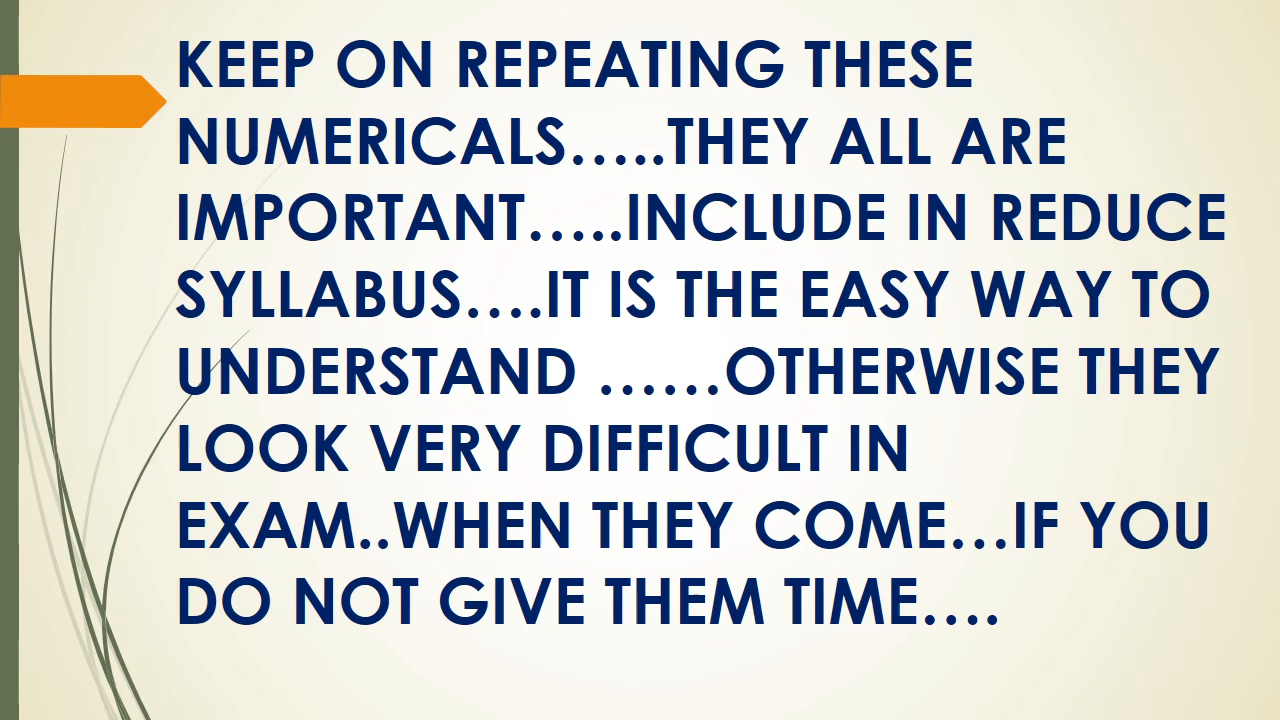 KEEP ON REPEATING THESE
NUMERICALS…..THEY ALL ARE
IMPORTANT…..INCLUDE IN REDUCE
SYLLABUS….IT IS THE EASY WAY TO
UNDERSTAND ……OTHERWISE THEY
LOOK VERY DIFFICULT IN
EXAM..WHEN THEY COME…IF YOU
DO NOT GIVE THEM TIME….